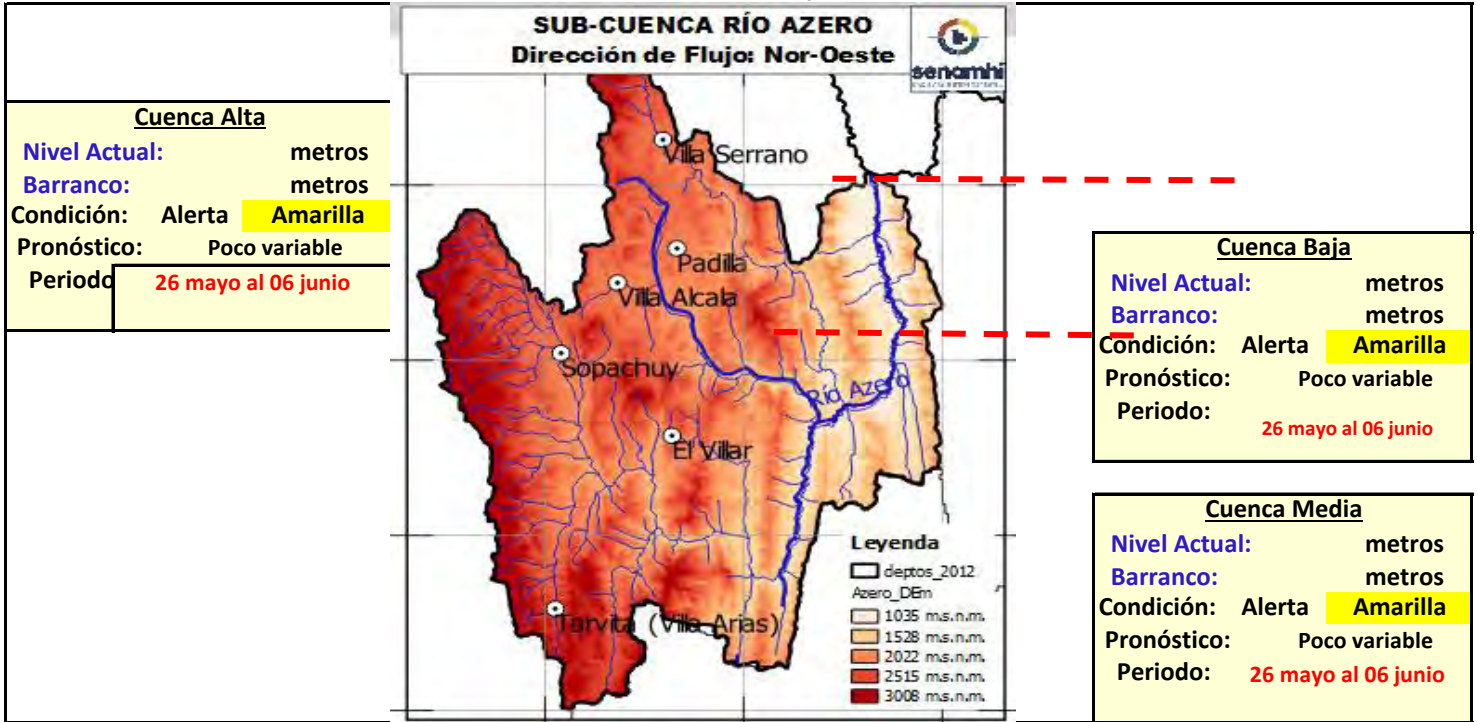 SUB-CUENCA RÍO AZERO
Dirección de Flujo: Nor-Oeste
senamhi
Cuenca Alta
Nivel Actual: metros
Barranco: metros
Condición: Alerta Amarilla
Pronóstico: Poco variable
Periodo 26 mayo al 06 junio
Villa Serrano
Padilla
Villa Alcala
Sopachuy
Río Azero
El Villar
Tarvita (Villa Arias)
Leyenda
deptos_2012
Azero_DEm
1035 m.s.n.m.
1528 m.s.n.m.
2022 m.s.n.m.
2515 m.s.n.m.
3008 m.s.n.m.
Cuenca Baja
Nivel Actual: metros
Barranco: metros
Condición: Alerta Amarilla
Pronóstico: Poco variable
Periodo:
26 mayo al 06 junio
Cuenca Media
Nivel Actual: metros
Barranco: metros
Condición: Alerta Amarilla
Pronóstico: Poco variable
Periodo: 26 mayo al 06 junio